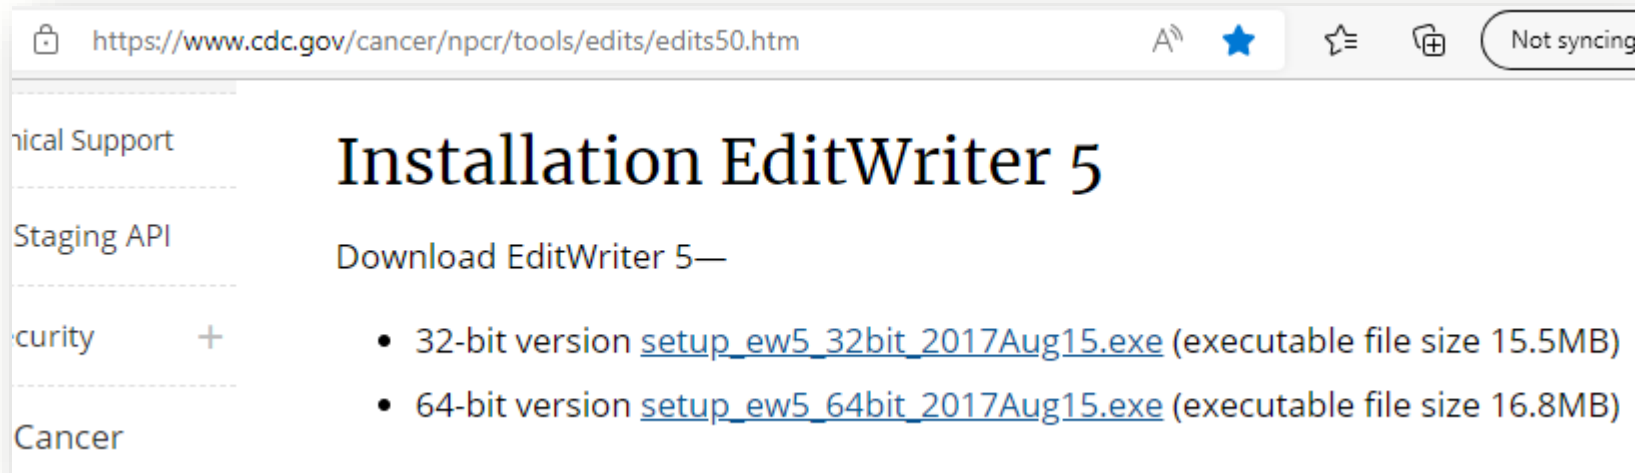 https://www.cdc.gov/cancer/npcr/tools/edits/edits50.htm
Not syncing
Support
Staging API
Cancer
Installation EditWriter 5
Download EditWriter 5—
• 32-bit version setup_ew5_32bit_2017Aug15.exe (executable file size 15.5MB)
• 64-bit version setup_ew5_64bit_2017Aug15.exe (executable file size 16.8MB)